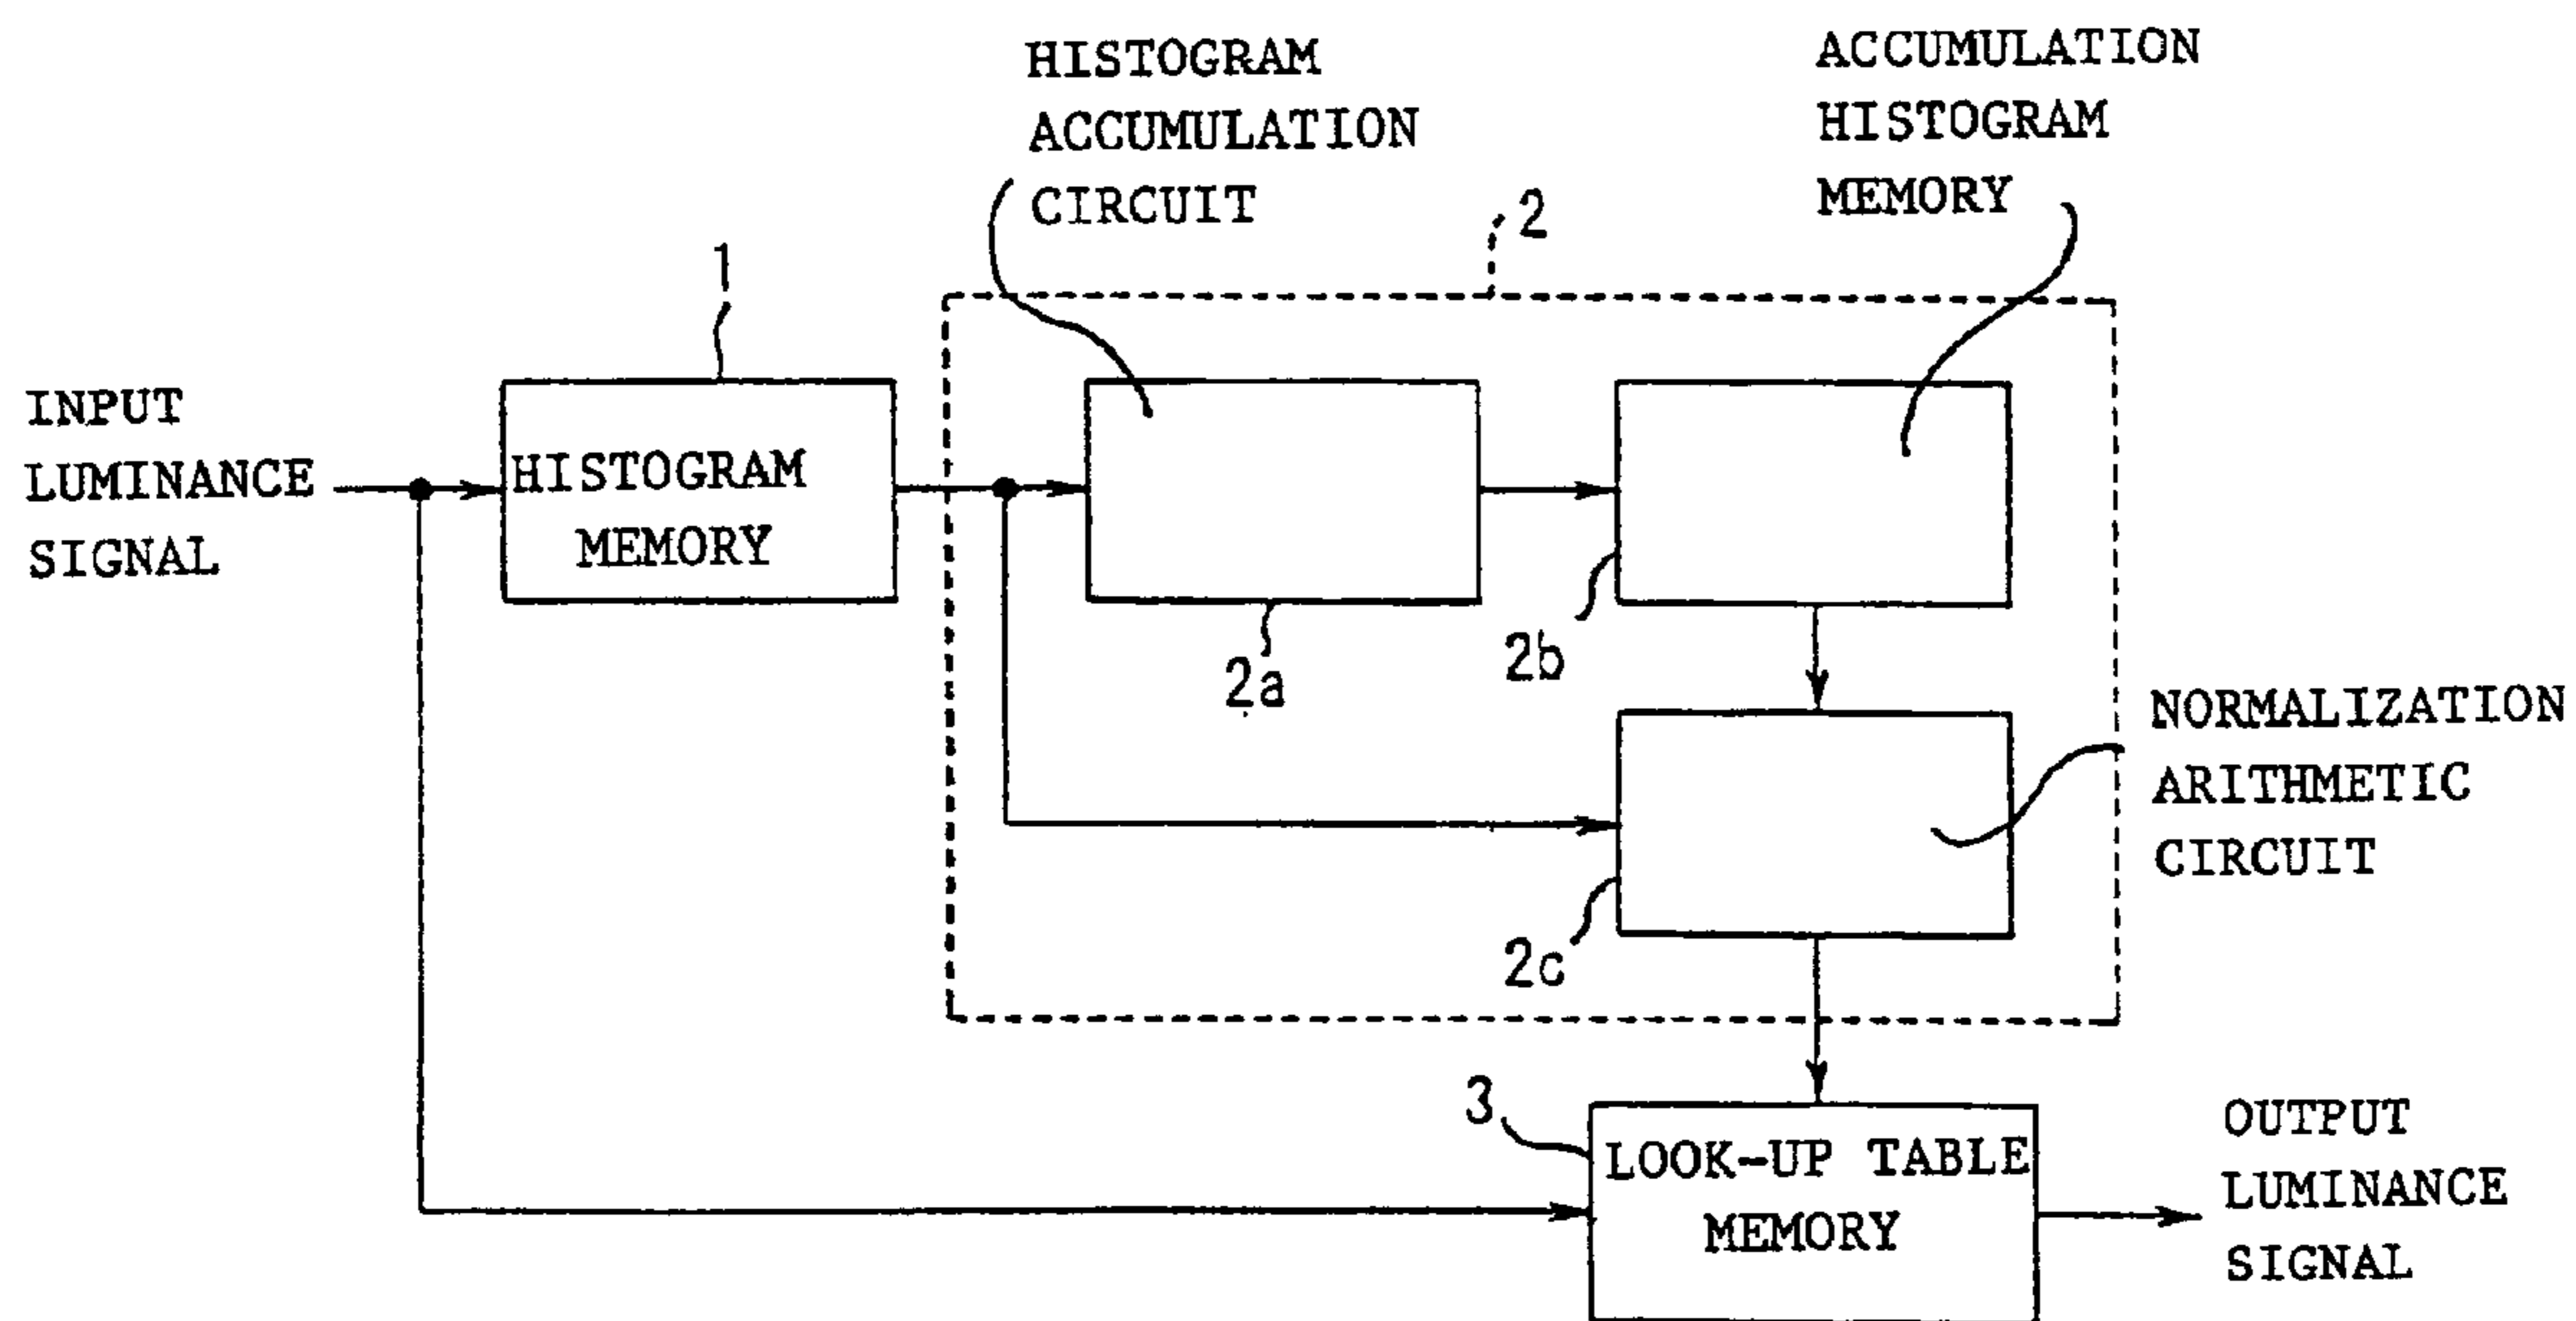 HISTOGRAM
ACCUMULATION
CIRCUIT
ACCUMULATION
HISTOGRAM
MEMORY
2
1
INPUT
LUMINANCE
SIGNAL
HISTOGRAM
MEMORY
2a
2b
NORMALIZATION
ARITHMETIC
CIRCUIT
2c
3
LOOK-UP TABLE
MEMORY
OUTPUT
LUMINANCE
SIGNAL